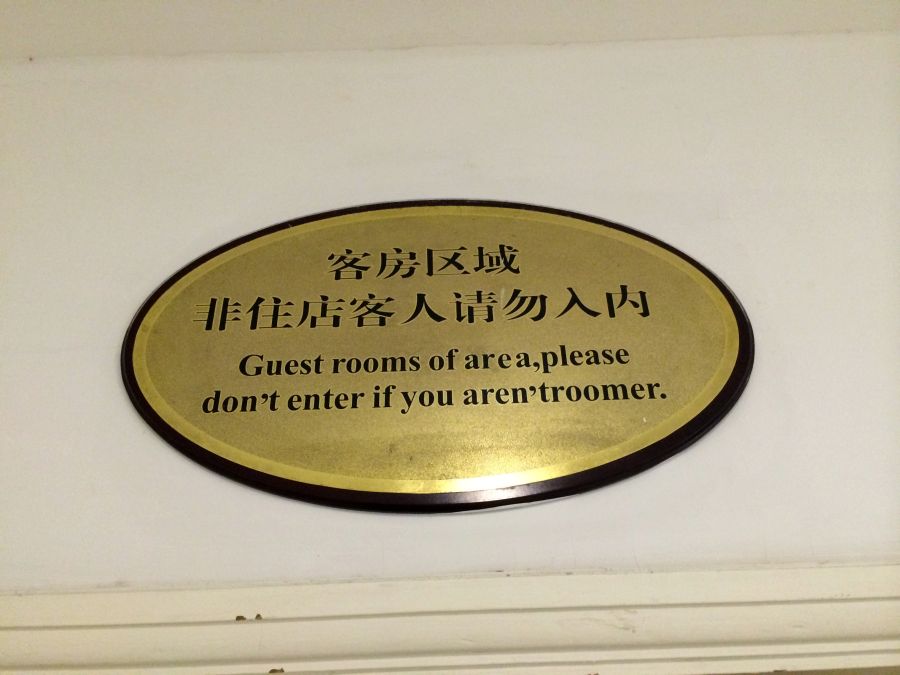 客房区域
非住店客人请勿入内
Guest rooms of area,please
don't enter if you aren'troomer.